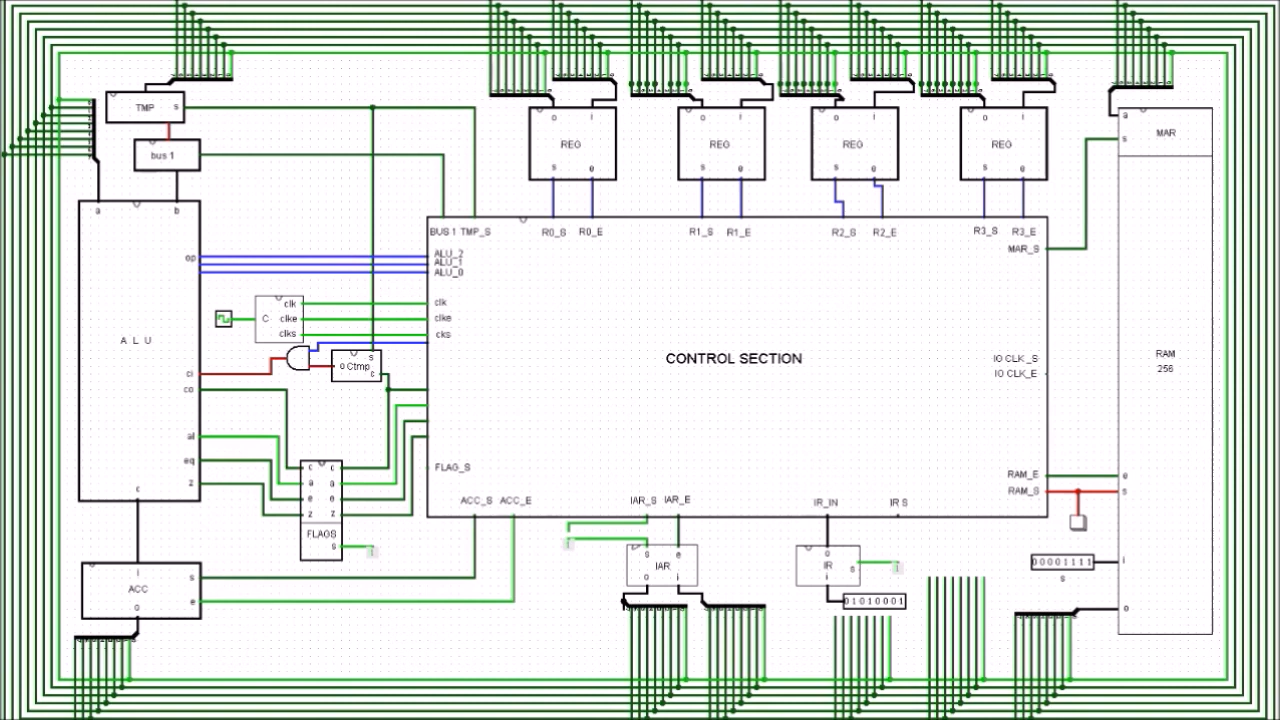 TMP s
bus 1
a b
op
A L U
ci
co
al
eq
z
c
ACC
s
e
o
C
clk
clke
clks
o Ctmp
s
c
c c
a a
e e
z z
FLAGS
s
REG
o i
s e
REG
o i
s e
REG
o i
s e
REG
o i
s e
BUS 1 TMP_S R0_S R0_E R1_S R1_E R2_S R2_E R3_S R3_E
MAR_S
ALU_2
ALU_1
ALU_0
clk
clke
cks
CONTROL SECTION
IO CLK _S
IO CLK_E
FLAG_S
RAM_E
RAM_S
ACC_S ACC_E IAR_S IAR_E IR_IN IR S
s e
IAR
o i
o
IR s
i
01010001
a
MAR
s
RAM
256
e
s
00001111 i
s
o